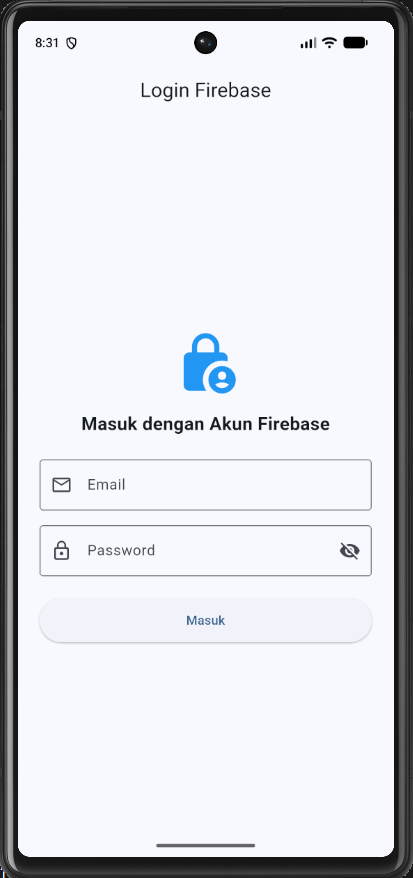 8:31
Login Firebase
Masuk dengan Akun Firebase
Email
Password
Masuk